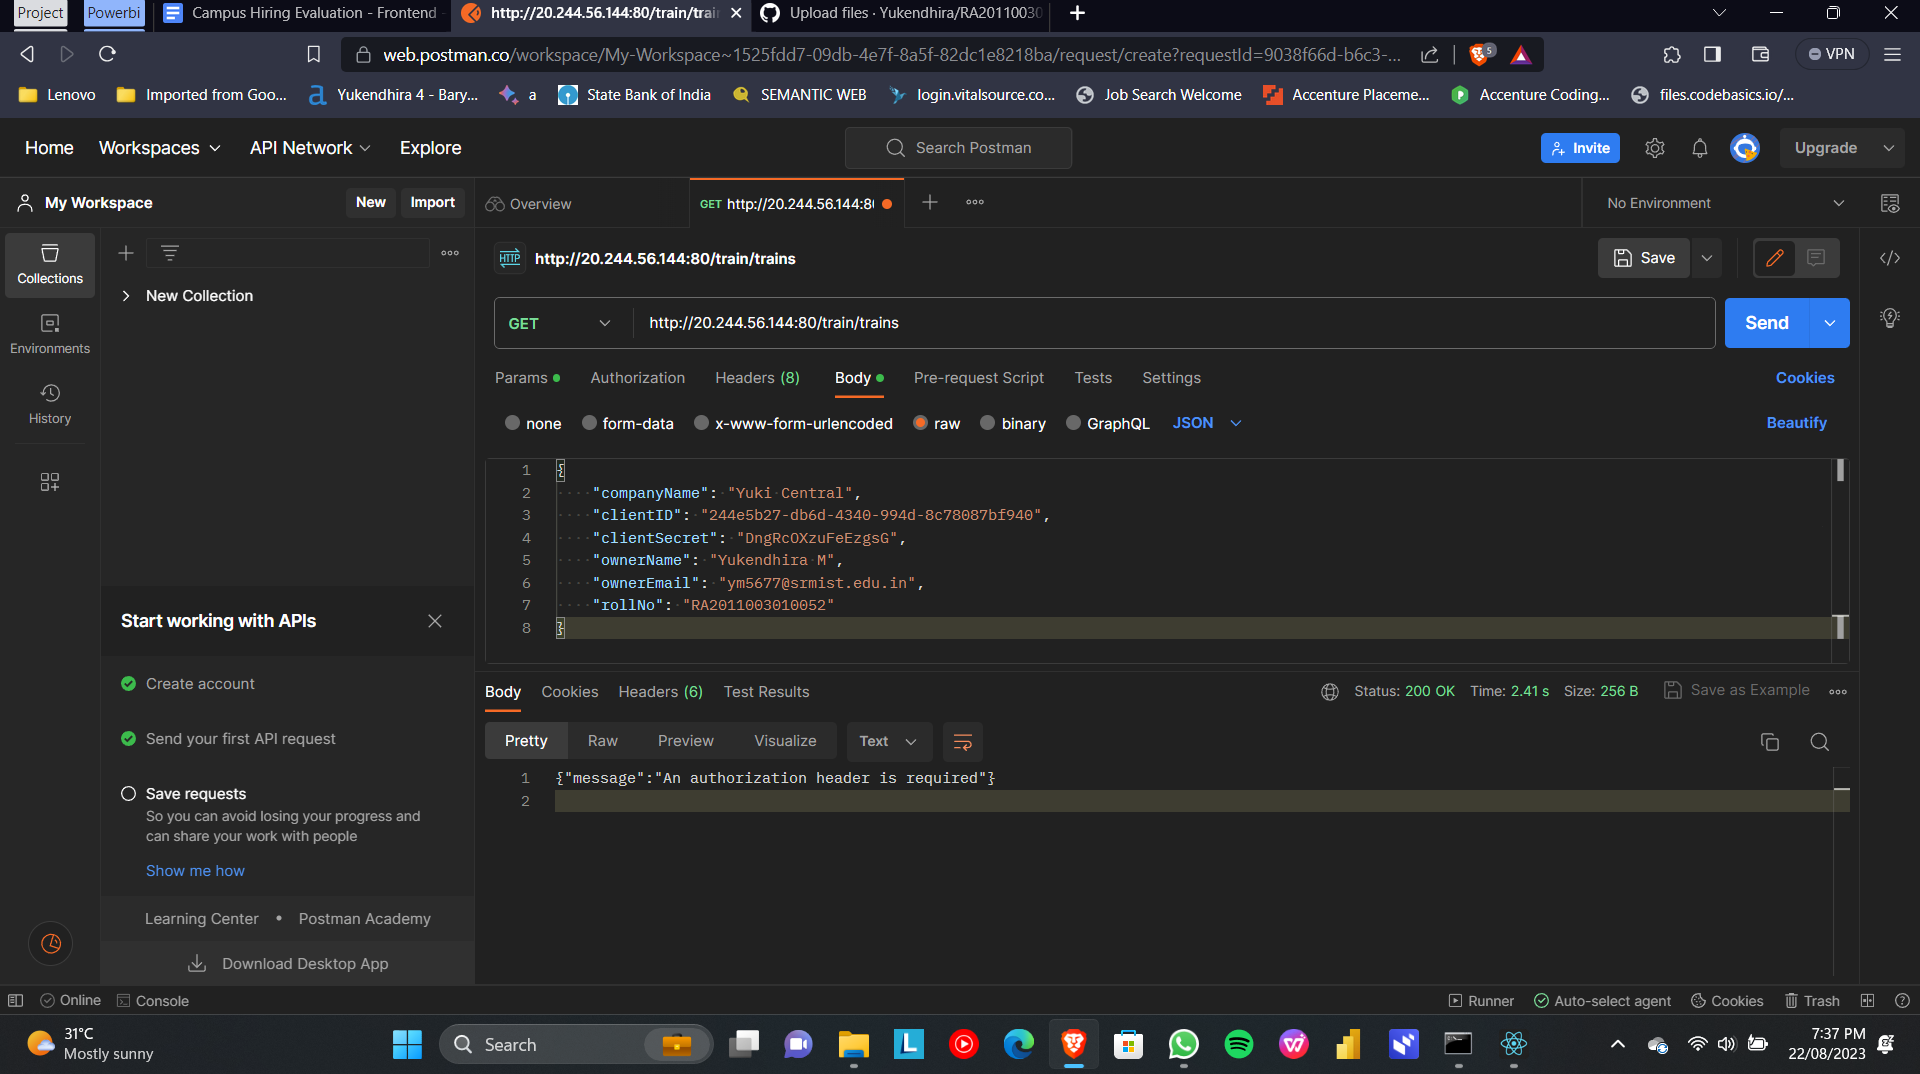 Project
Powerbi
Campus Hiring Evaluation - Frontend
http://20.244.56.144:80/train/trai
Upload files · Yukendhira/RA20110030
web.postman.co/workspace/My-Workspace~1525fdd7-09db-4e7f-8a5f-82dc1e8218ba/request/create?requestId=9038f66d-b6c3-...
5
VPN
Lenovo
Imported from Goo...
Yukendhira 4 - Bary...
a
State Bank of India
SEMANTIC WEB
login.vitalsource.co...
Job Search Welcome
Accenture Placeme...
Accenture Coding...
files.codebasics.io/...
Home
Workspaces
API Network
Explore
Search Postman
Invite
Upgrade
My Workspace
New
Import
Overview
GET http://20.244.56.144:8
No Environment
Collections
New Collection
HTTP
http://20.244.56.144:80/train/trains
Save
Environments
GET
http://20.244.56.144:80/train/trains
Send
History
Params
Authorization
Headers (8)
Body
Pre-request Script
Tests
Settings
Cookies
none
form-data
x-www-form-urlencoded
raw
binary
GraphQL
JSON
Beautify
1 {
2 "companyName": "Yuki Central",
3 "clientID": "244e5b27-db6d-4340-994d-8c78087bf940",
4 "clientSecret": "DngRcOXzuFeEzgsG",
5 "ownerName": "Yukendhira M",
6 "ownerEmail": "ym5677@srmist.edu.in",
7 "rollNo": "RA2011003010052"
8 }
Start working with APIs
Create account
Send your first API request
Save requests
So you can avoid losing your progress and
can share your work with people
Show me how
Learning Center • Postman Academy
Download Desktop App
Body
Cookies
Headers (6)
Test Results
Status: 200 OK
Time: 2.41 s
Size: 256 B
Save as Example
Pretty
Raw
Preview
Visualize
Text
1 {"message":"An authorization header is required"}
2
Online
Console
Runner
Auto-select agent
Cookies
Trash
31°C
Mostly sunny
Search
7:37 PM
22/08/2023